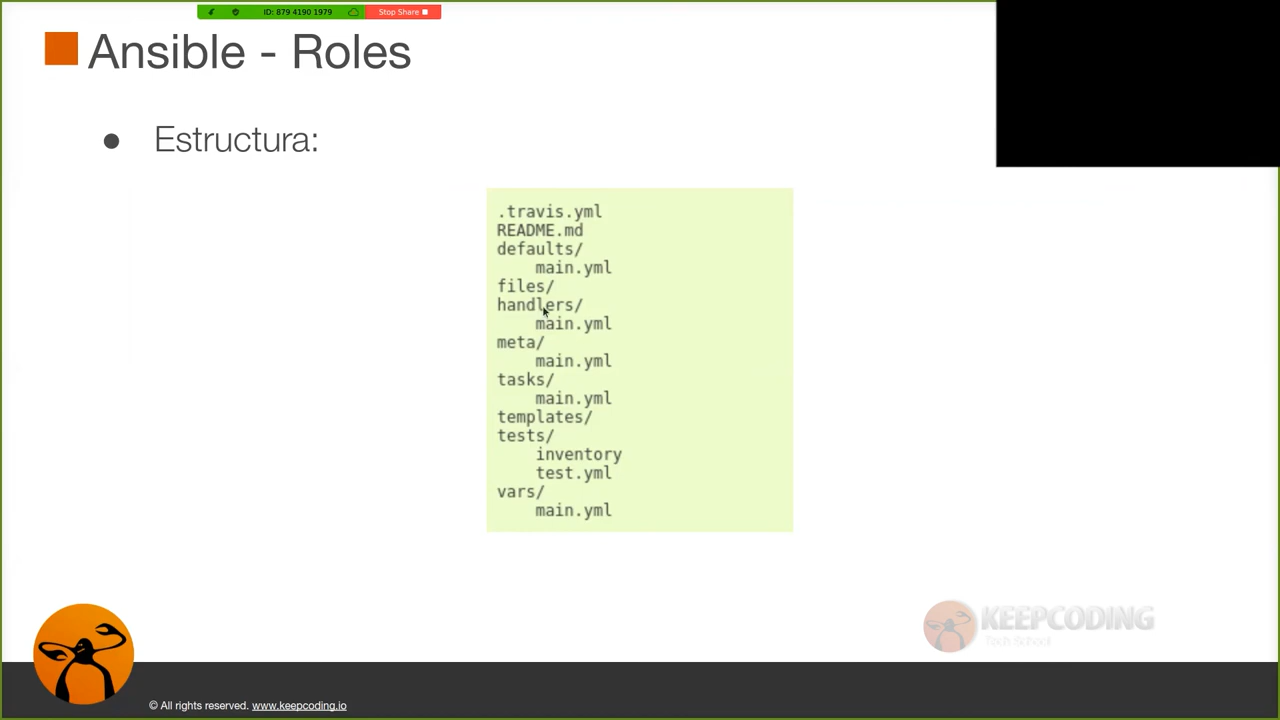 ID: 879 4190 1979
Stop Share
Ansible - Roles
● Estructura:
.travis.yml
README.md
defaults/
main.yml
files/
handlers/
main.yml
meta/
main.yml
tasks/
main.yml
templates/
tests/
inventory
test.yml
vars/
main.yml
KEEPCODING
Tech School
© All rights reserved. www.keepcoding.io